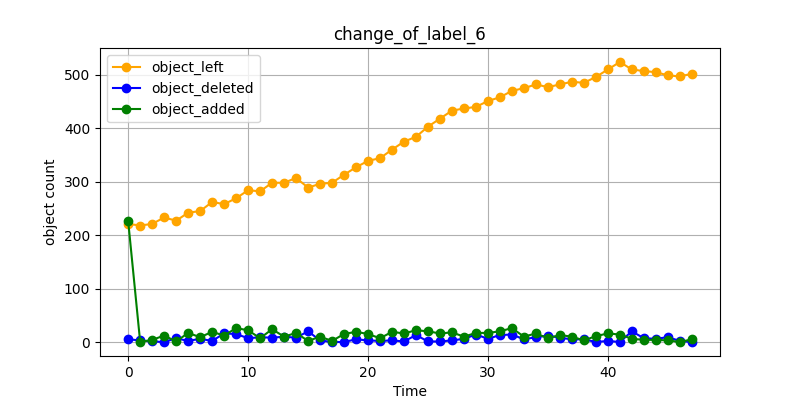 change_of_label_6
object_left
object_deleted
object_added
object count
500
400
300
200
100
0
0 10 20 30 40
Time